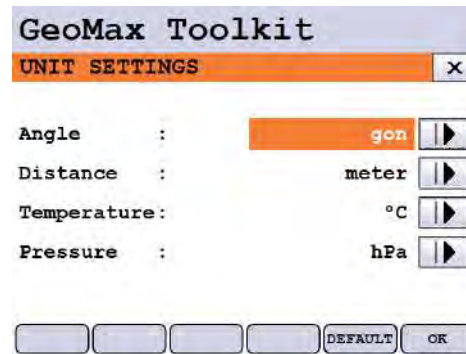 GeoMax Toolkit
UNIT SETTINGS
X
Angle : gon
Distance : meter
Temperature: °C
Pressure : hPa
DEFAULT OK